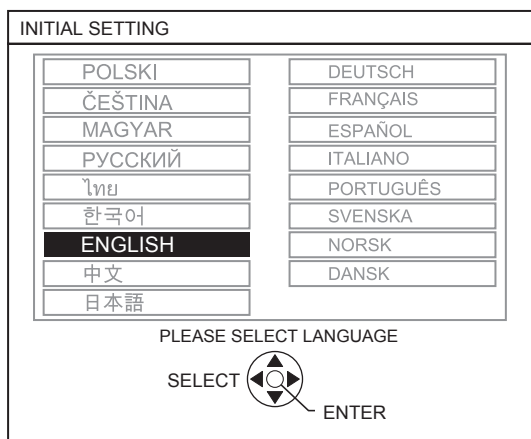 INITIAL SETTING
POLSKI
ČEŠTINA
MAGYAR
РУССКИЙ
ไทย
한국어
ENGLISH
中文
日本語
DEUTSCH
FRANÇAIS
ESPAÑOL
ITALIANO
PORTUGUÊS
SVENSKA
NORSK
DANSK
PLEASE SELECT LANGUAGE
SELECT
ENTER